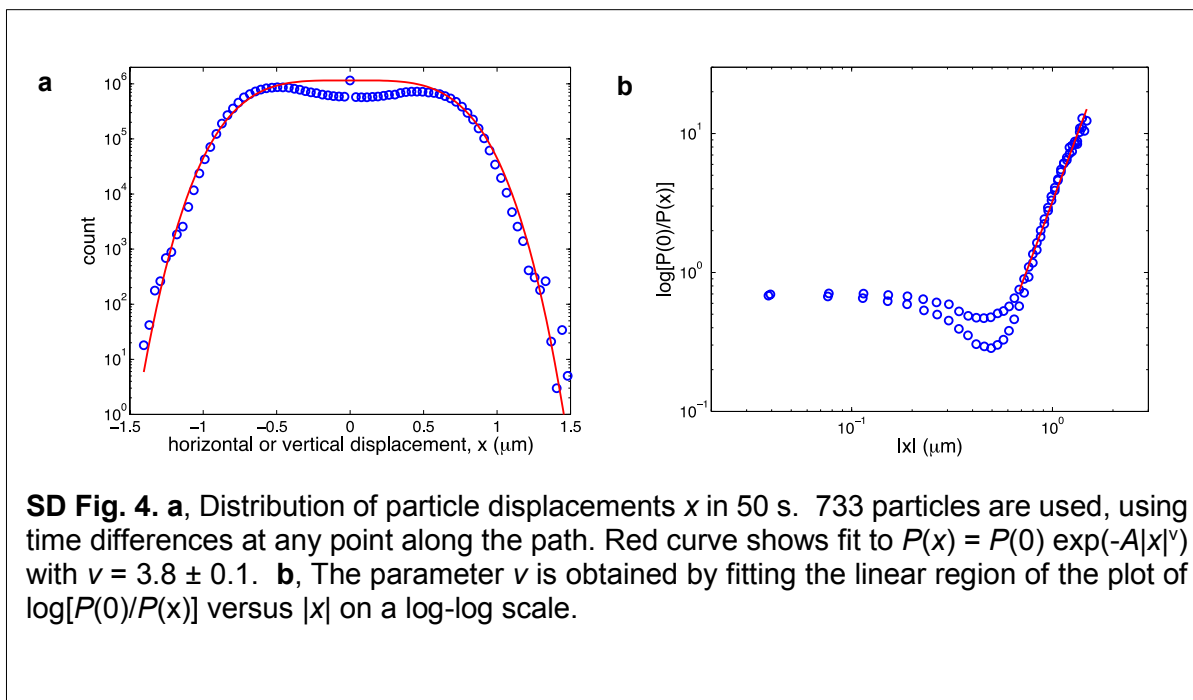 a
count
10^6
10^5
10^4
10^3
10^2
10^1
10^0
−1.5 −1 −0.5 0 0.5 1 1.5
horizontal or vertical displacement, x (μm)
b
log[P(0)/P(x)]
10^1
10^0
10^−1
10^−1 10^0
|x| (μm)
SD Fig. 4. a, Distribution of particle displacements x in 50 s. 733 particles are used, using
time differences at any point along the path. Red curve shows fit to P(x) = P(0) exp(-A|x|^ν)
with ν = 3.8 ± 0.1. b, The parameter ν is obtained by fitting the linear region of the plot of
log[P(0)/P(x)] versus |x| on a log-log scale.